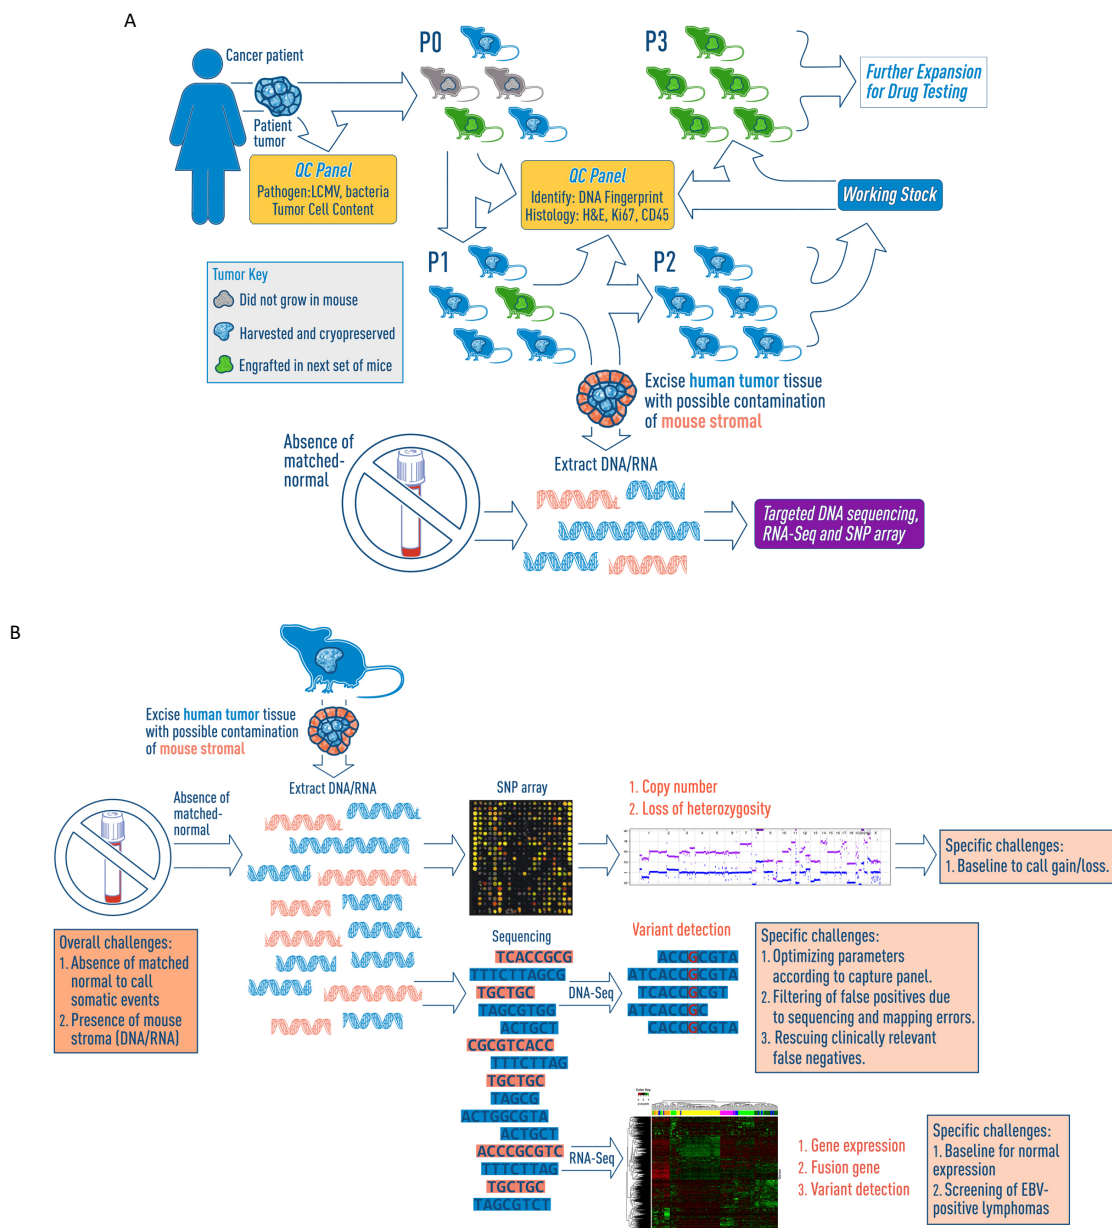 A
Cancer patient
Patient
tumor
QC Panel
Pathogen:LCMV, bacteria
Tumor Cell Content
P0
P3
Further Expansion
for Drug Testing
QC Panel
Identify: DNA Fingerprint
Histology: H&E, Ki67, CD45
Working Stock
P1
P2
Tumor Key
Did not grow in mouse
Harvested and cryopreserved
Engrafted in next set of mice
Excise human tumor tissue
with possible contamination
of mouse stromal
Absence of
matched-
normal
Extract DNA/RNA
Targeted DNA sequencing,
RNA-Seq and SNP array
B
Excise human tumor tissue
with possible contamination
of mouse stromal
Absence of
matched-
normal
Extract DNA/RNA
SNP array
1. Copy number
2. Loss of heterozygosity
Specific challenges:
1. Baseline to call gain/loss.
Overall challenges:
1. Absence of matched
normal to call
somatic events
2. Presence of mouse
stroma (DNA/RNA)
Sequencing
TCACCGCG
TTTCTTAGCG
TGCTGC
TAGCGTGG
ACTGCT
CGCGTCACC
TTTCTTAG
TGCTGC
TAGCG
ACTGGCGTA
ACTGCT
ACCCGCGTC
TTTCTTAG
TGCTGC
TAGCGTCT
DNA-Seq
Variant detection
ACCGCGTA
ATCACCGCGTA
TCACCGCGT
ATCACCGC
CACCGCGTA
Specific challenges:
1. Optimizing parameters
according to capture panel.
2. Filtering of false positives due
to sequencing and mapping errors.
3. Rescuing clinically relevant
false negatives.
RNA-Seq
Color Key
1. Gene expression
2. Fusion gene
3. Variant detection
Specific challenges:
1. Baseline for normal
expression
2. Screening of EBV-
positive lymphomas